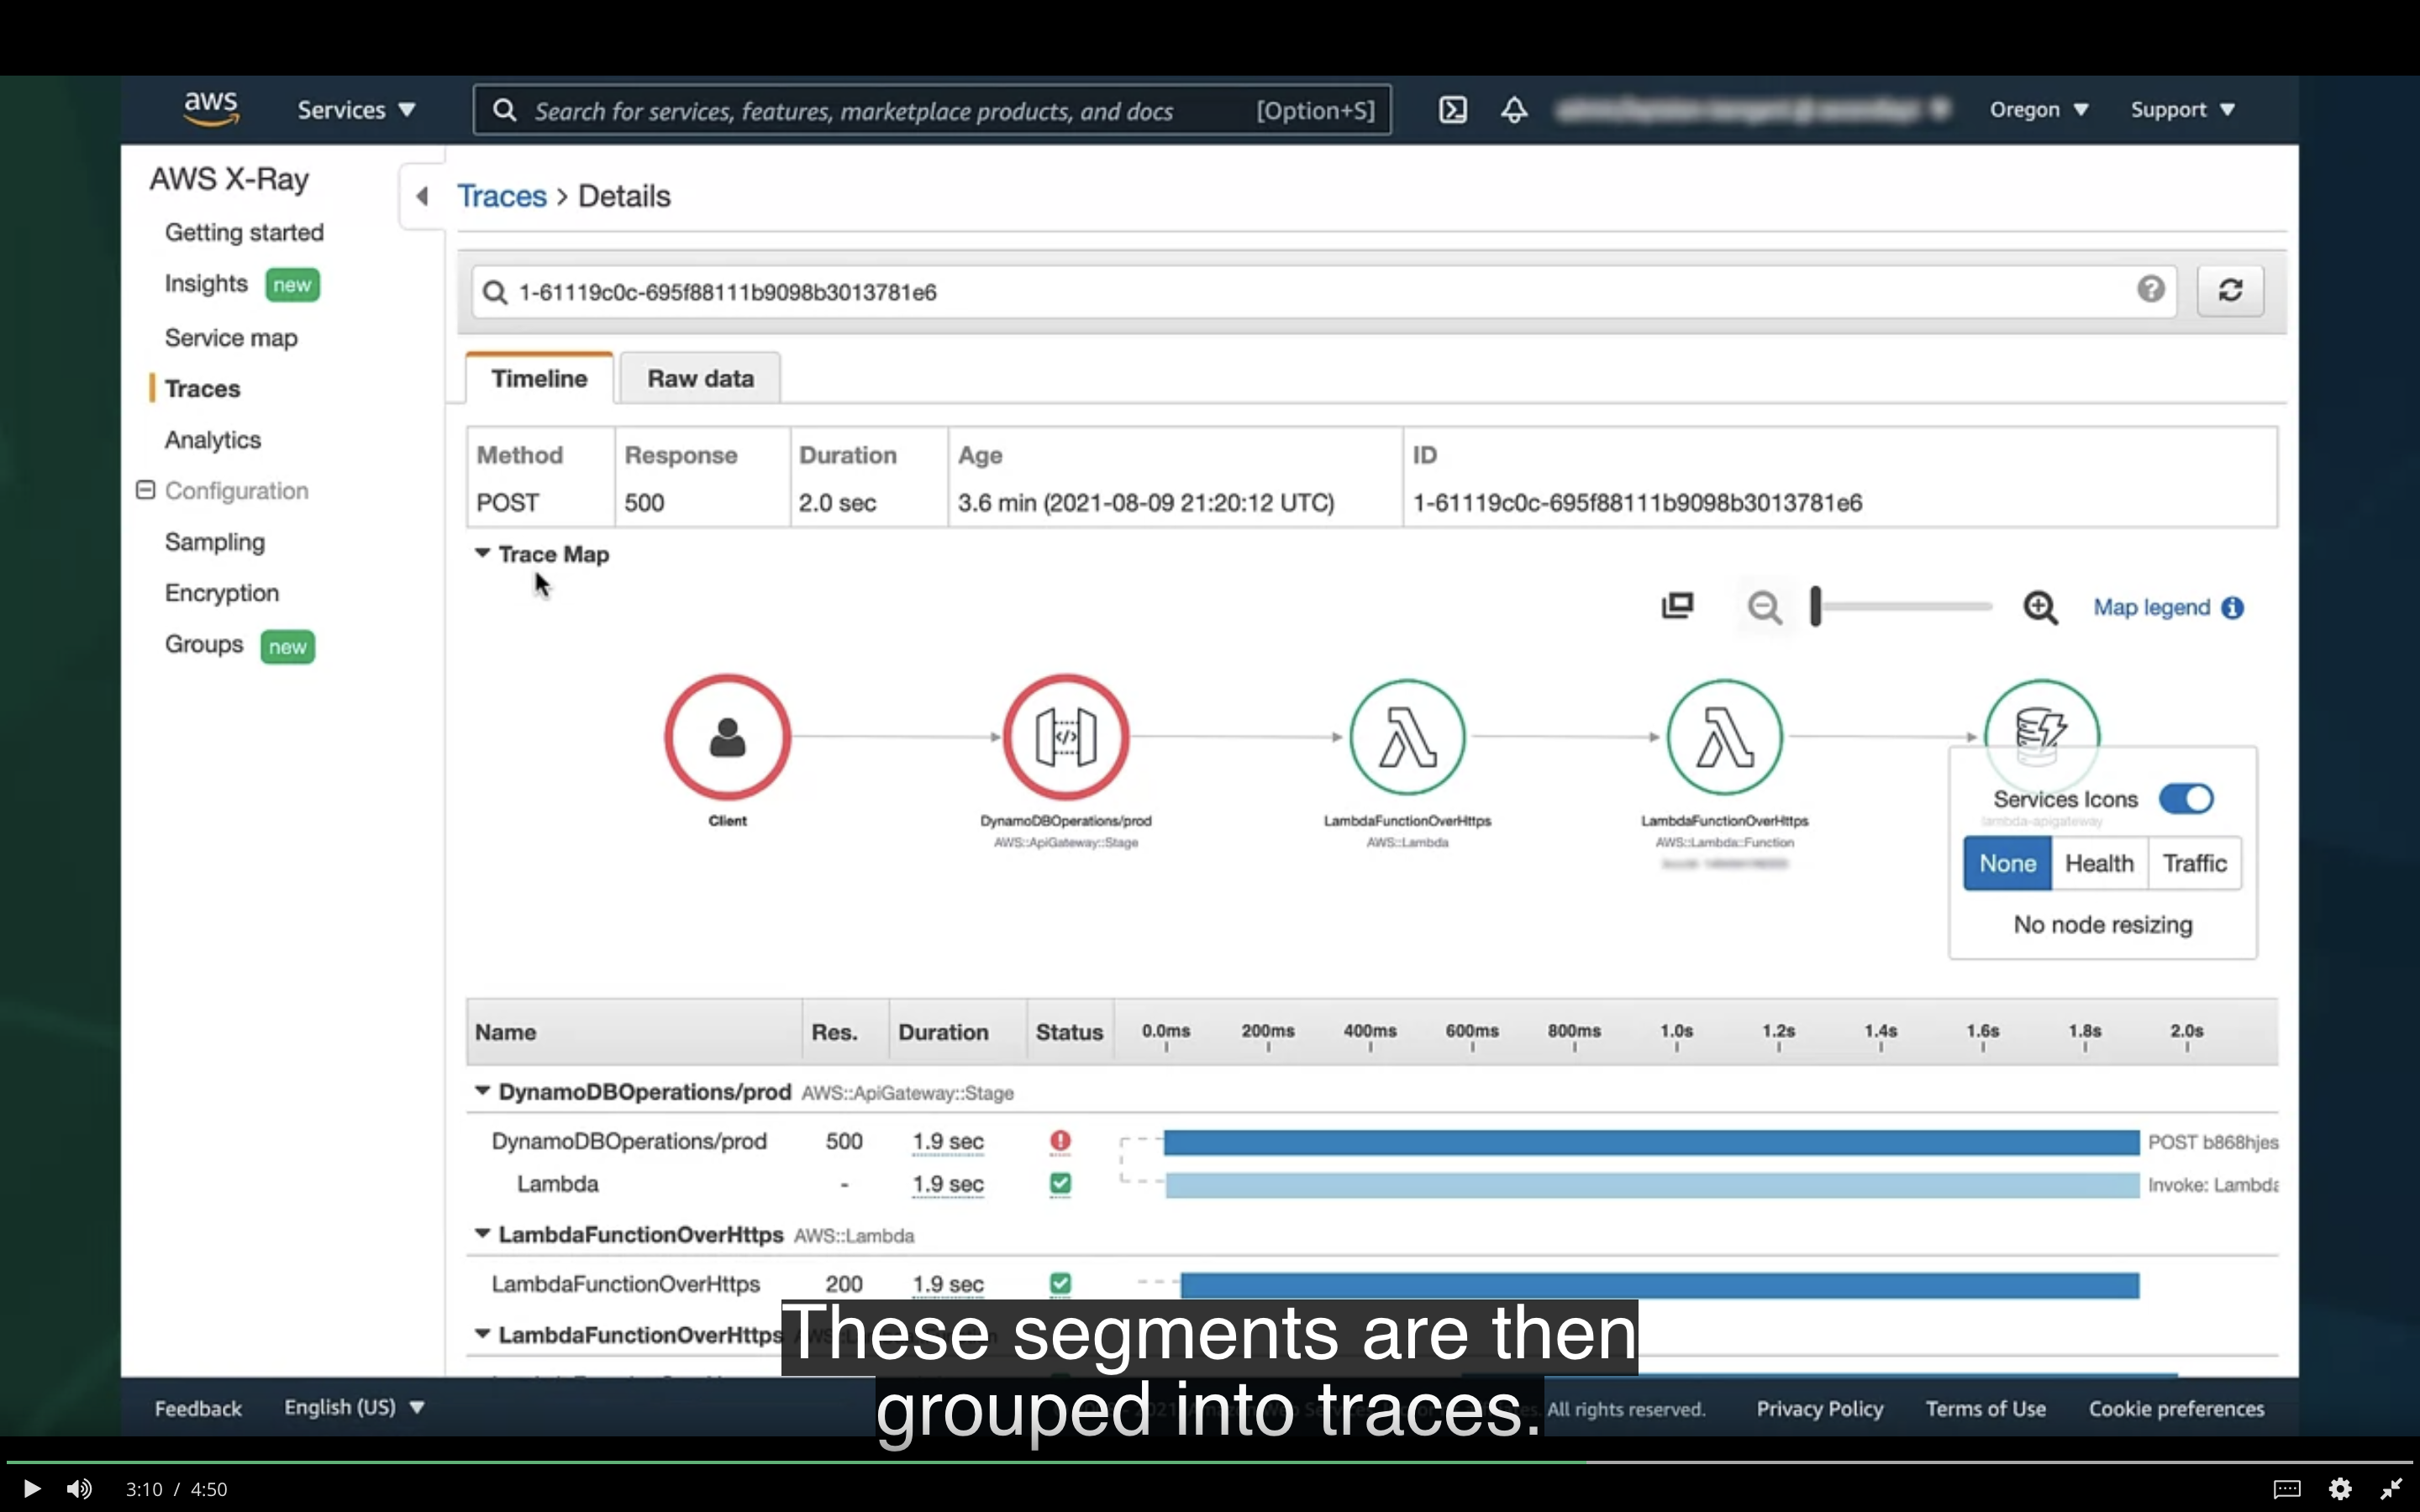 aws Services Search for services, features, marketplace products, and docs [Option+S] Oregon Support
AWS X-Ray
Getting started
Insights new
Service map
Traces
Analytics
Configuration
Sampling
Encryption
Groups new
Traces > Details
1-61119c0c-695f88111b9098b3013781e6
Timeline Raw data
Method Response Duration Age ID
POST 500 2.0 sec 3.6 min (2021-08-09 21:20:12 UTC) 1-61119c0c-695f88111b9098b3013781e6
Trace Map
Map legend
Client
DynamoDBOperations/prod
AWS::ApiGateway::Stage
LambdaFunctionOverHttps
AWS::Lambda
LambdaFunctionOverHttps
AWS::Lambda::Function
Services Icons
lambda-apigateway
None Health Traffic
No node resizing
Name Res. Duration Status 0.0ms 200ms 400ms 600ms 800ms 1.0s 1.2s 1.4s 1.6s 1.8s 2.0s
DynamoDBOperations/prod AWS::ApiGateway::Stage
DynamoDBOperations/prod 500 1.9 sec POST b868hjes
Lambda - 1.9 sec Invoke: Lambda
LambdaFunctionOverHttps AWS::Lambda
LambdaFunctionOverHttps 200 1.9 sec
LambdaFunctionOverHttps
These segments are then
grouped into traces.
Feedback English (US) All rights reserved. Privacy Policy Terms of Use Cookie preferences
3:10 / 4:50